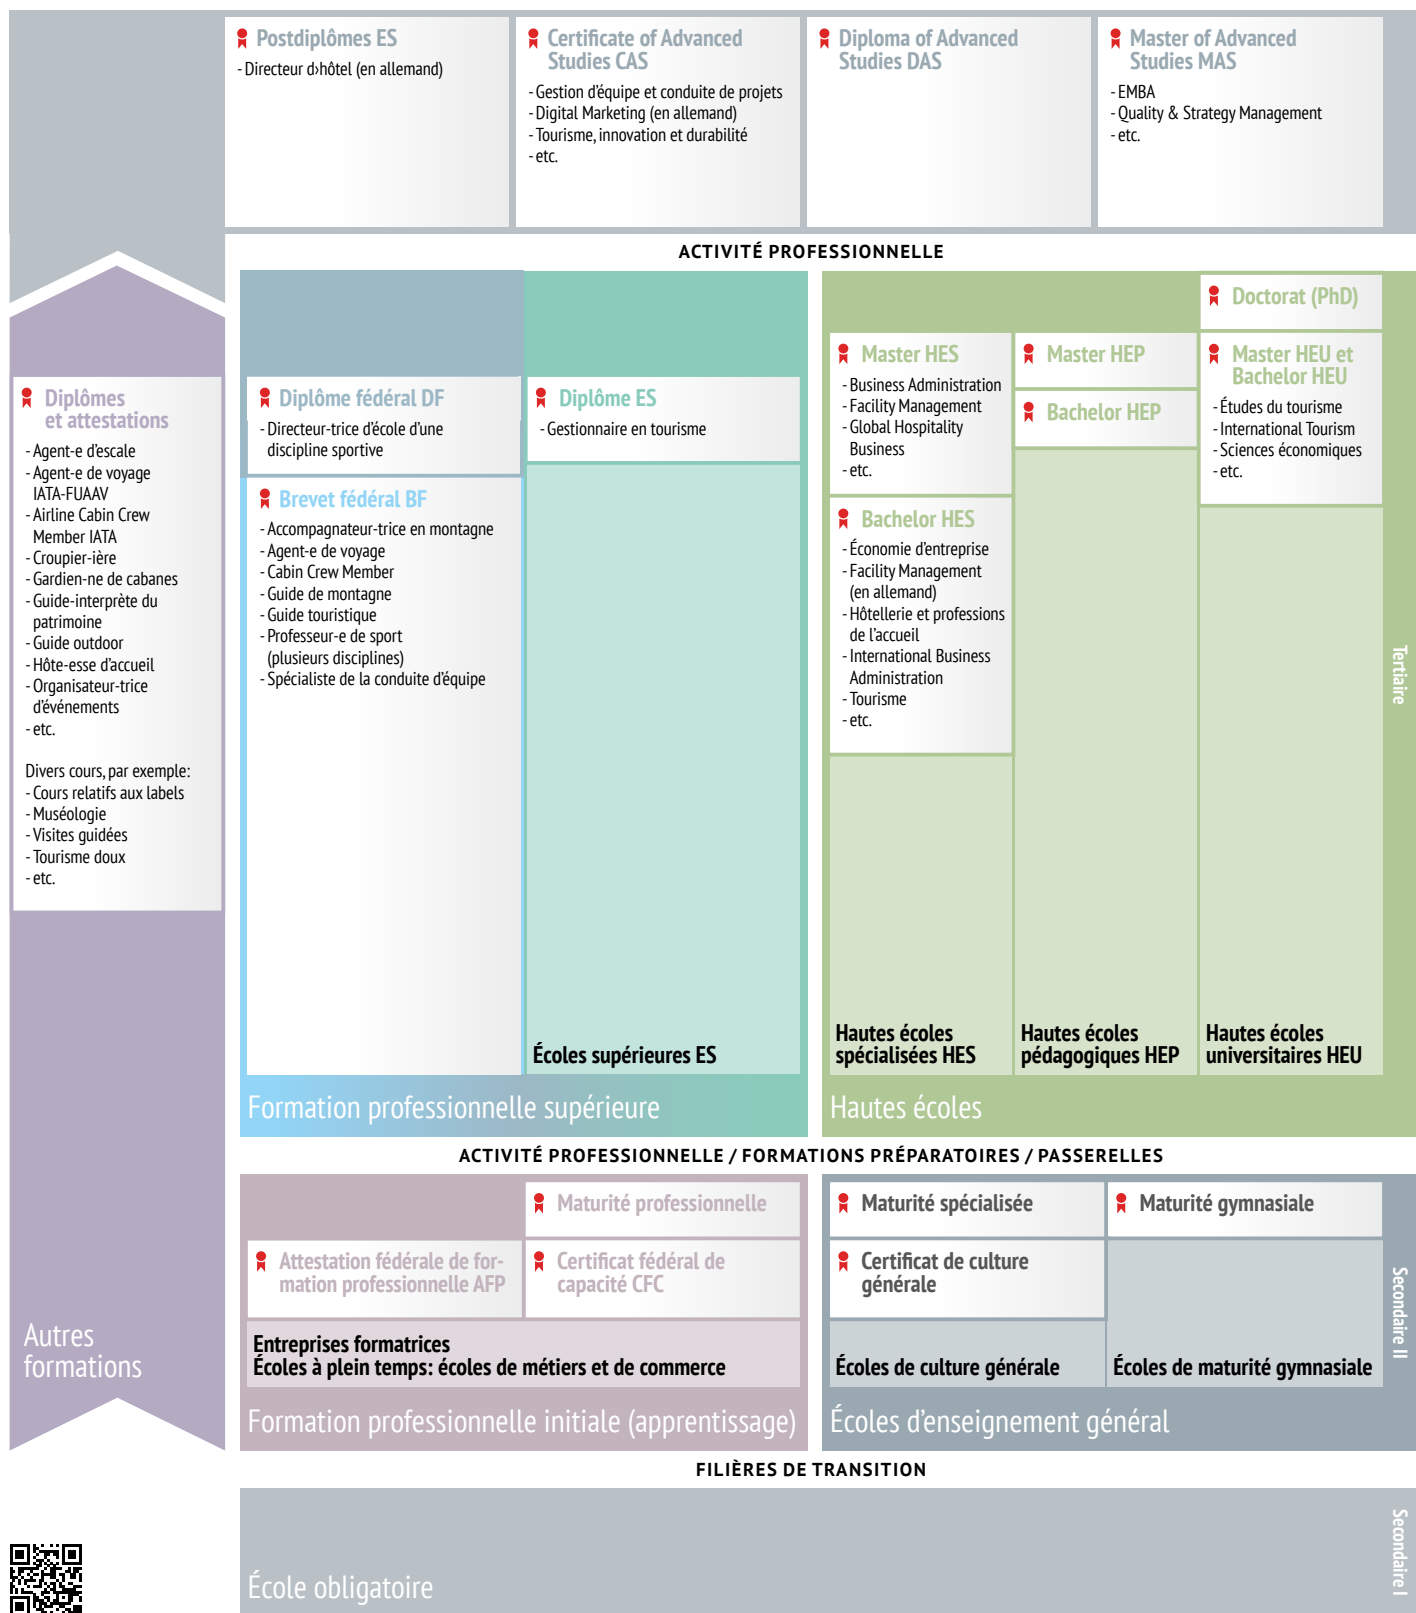 Postdiplômes ES
- Directeur d›hôtel (en allemand)
Certificate of Advanced
Studies CAS
- Gestion d’équipe et conduite de projets
- Digital Marketing (en allemand)
- Tourisme, innovation et durabilité
- etc.
Diploma of Advanced
Studies DAS
Master of Advanced
Studies MAS
- EMBA
- Quality & Strategy Management
- etc.
ACTIVITÉ PROFESSIONNELLE
Diplômes
et attestations
- Agent-e d’escale
- Agent-e de voyage
IATA-FUAAV
- Airline Cabin Crew
Member IATA
- Croupier-ière
- Gardien-ne de cabanes
- Guide-interprète du
patrimoine
- Guide outdoor
- Hôte-esse d’accueil
- Organisateur-trice
d’événements
- etc.
Divers cours, par exemple:
- Cours relatifs aux labels
- Muséologie
- Visites guidées
- Tourisme doux
- etc.
Autres
formations
Diplôme fédéral DF
- Directeur-trice d’école d’une
discipline sportive
Brevet fédéral BF
- Accompagnateur-trice en montagne
- Agent-e de voyage
- Cabin Crew Member
- Guide de montagne
- Guide touristique
- Professeur-e de sport
(plusieurs disciplines)
- Spécialiste de la conduite d’équipe
Diplôme ES
- Gestionnaire en tourisme
Écoles supérieures ES
Formation professionnelle supérieure
Master HES
- Business Administration
- Facility Management
- Global Hospitality
Business
- etc.
Bachelor HES
- Économie d’entreprise
- Facility Management
(en allemand)
- Hôtellerie et professions
de l’accueil
- International Business
Administration
- Tourisme
- etc.
Hautes écoles
spécialisées HES
Master HEP
Bachelor HEP
Hautes écoles
pédagogiques HEP
Doctorat (PhD)
Master HEU et
Bachelor HEU
- Études du tourisme
- International Tourism
- Sciences économiques
- etc.
Hautes écoles
universitaires HEU
Hautes écoles
Tertiaire
ACTIVITÉ PROFESSIONNELLE / FORMATIONS PRÉPARATOIRES / PASSERELLES
Maturité professionnelle
Attestation fédérale de for-
mation professionnelle AFP
Certificat fédéral de
capacité CFC
Entreprises formatrices
Écoles à plein temps: écoles de métiers et de commerce
Formation professionnelle initiale (apprentissage)
Maturité spécialisée
Certificat de culture
générale
Écoles de culture générale
Maturité gymnasiale
Écoles de maturité gymnasiale
Écoles d’enseignement général
Secondaire II
FILIÈRES DE TRANSITION
École obligatoire
Secondaire I